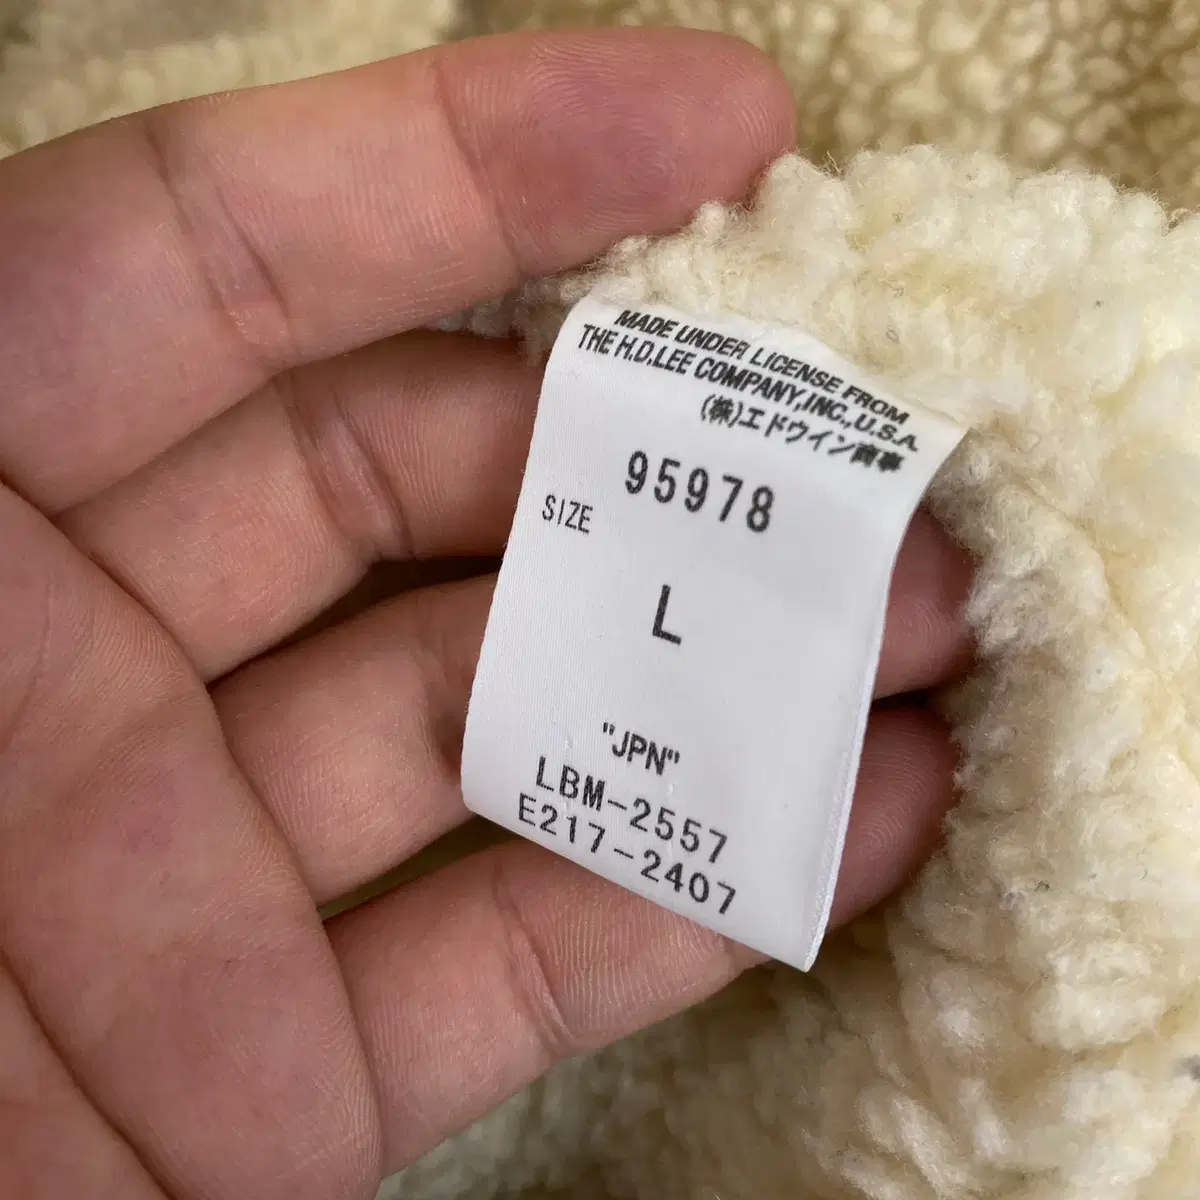 MADE UNDER LICENSE FROM
THE H.D.LEE COMPANY,INC.,U.S.A.
(株)エドウイン商事
95978
SIZE
L
"JPN"
LBM-2557
E217-2407